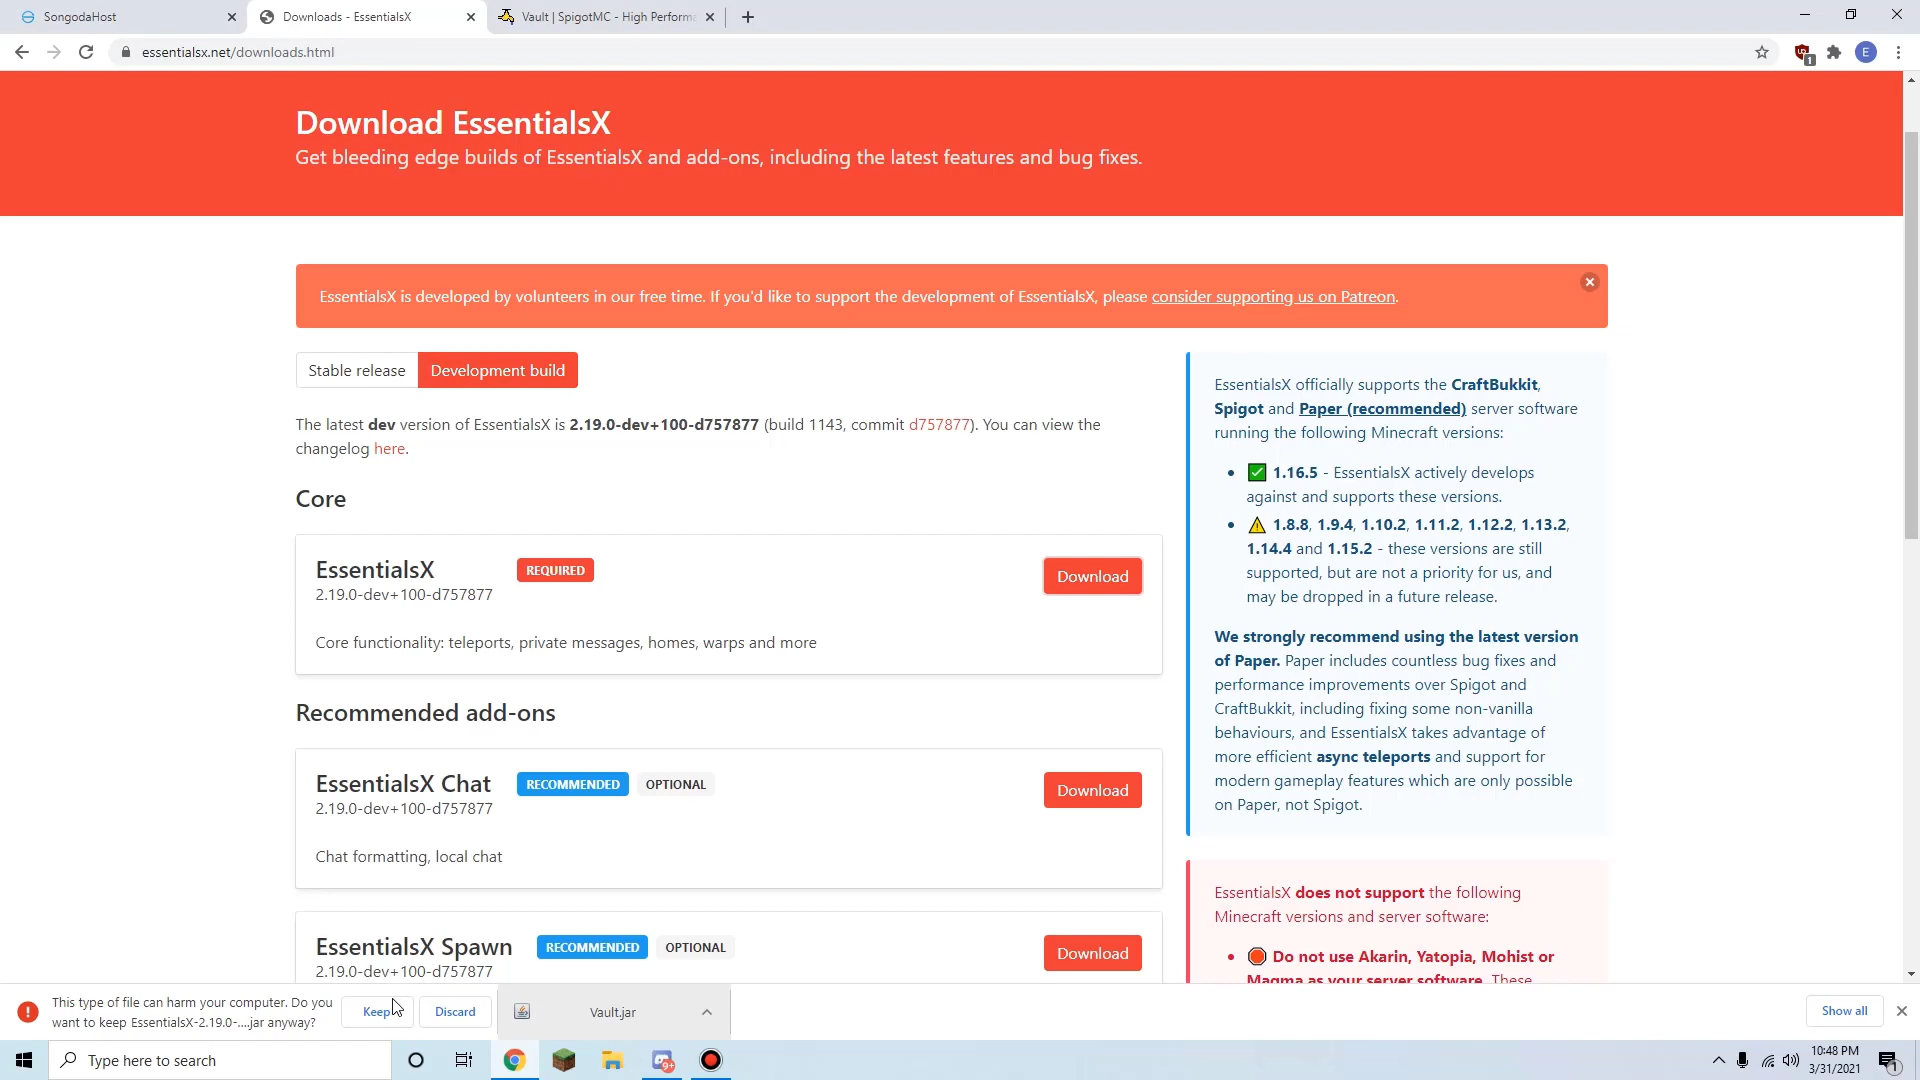 SongodaHost
Downloads - EssentialsX
Vault | SpigotMC - High Perform
essentialsx.net/downloads.html
1
E
Download EssentialsX
Get bleeding edge builds of EssentialsX and add-ons, including the latest features and bug fixes.
EssentialsX is developed by volunteers in our free time. If you'd like to support the development of EssentialsX, please consider supporting us on Patreon.
Stable release
Development build
The latest dev version of EssentialsX is 2.19.0-dev+100-d757877 (build 1143, commit d757877). You can view the
changelog here.
Core
EssentialsX
REQUIRED
2.19.0-dev+100-d757877
Download
Core functionality: teleports, private messages, homes, warps and more
Recommended add-ons
EssentialsX Chat
RECOMMENDED
OPTIONAL
2.19.0-dev+100-d757877
Download
Chat formatting, local chat
EssentialsX Spawn
RECOMMENDED
OPTIONAL
2.19.0-dev+100-d757877
Download
EssentialsX officially supports the CraftBukkit,
Spigot and Paper (recommended) server software
running the following Minecraft versions:
1.16.5 - EssentialsX actively develops
against and supports these versions.
1.8.8, 1.9.4, 1.10.2, 1.11.2, 1.12.2, 1.13.2,
1.14.4 and 1.15.2 - these versions are still
supported, but are not a priority for us, and
may be dropped in a future release.
We strongly recommend using the latest version
of Paper. Paper includes countless bug fixes and
performance improvements over Spigot and
CraftBukkit, including fixing some non-vanilla
behaviours, and EssentialsX takes advantage of
more efficient async teleports and support for
modern gameplay features which are only possible
on Paper, not Spigot.
EssentialsX does not support the following
Minecraft versions and server software:
Do not use Akarin, Yatopia, Mohist or
Magma as your server software. These
This type of file can harm your computer. Do you
want to keep EssentialsX-2.19.0-....jar anyway?
Keep
Discard
Vault.jar
Show all
Type here to search
9+
10:48 PM
3/31/2021
1